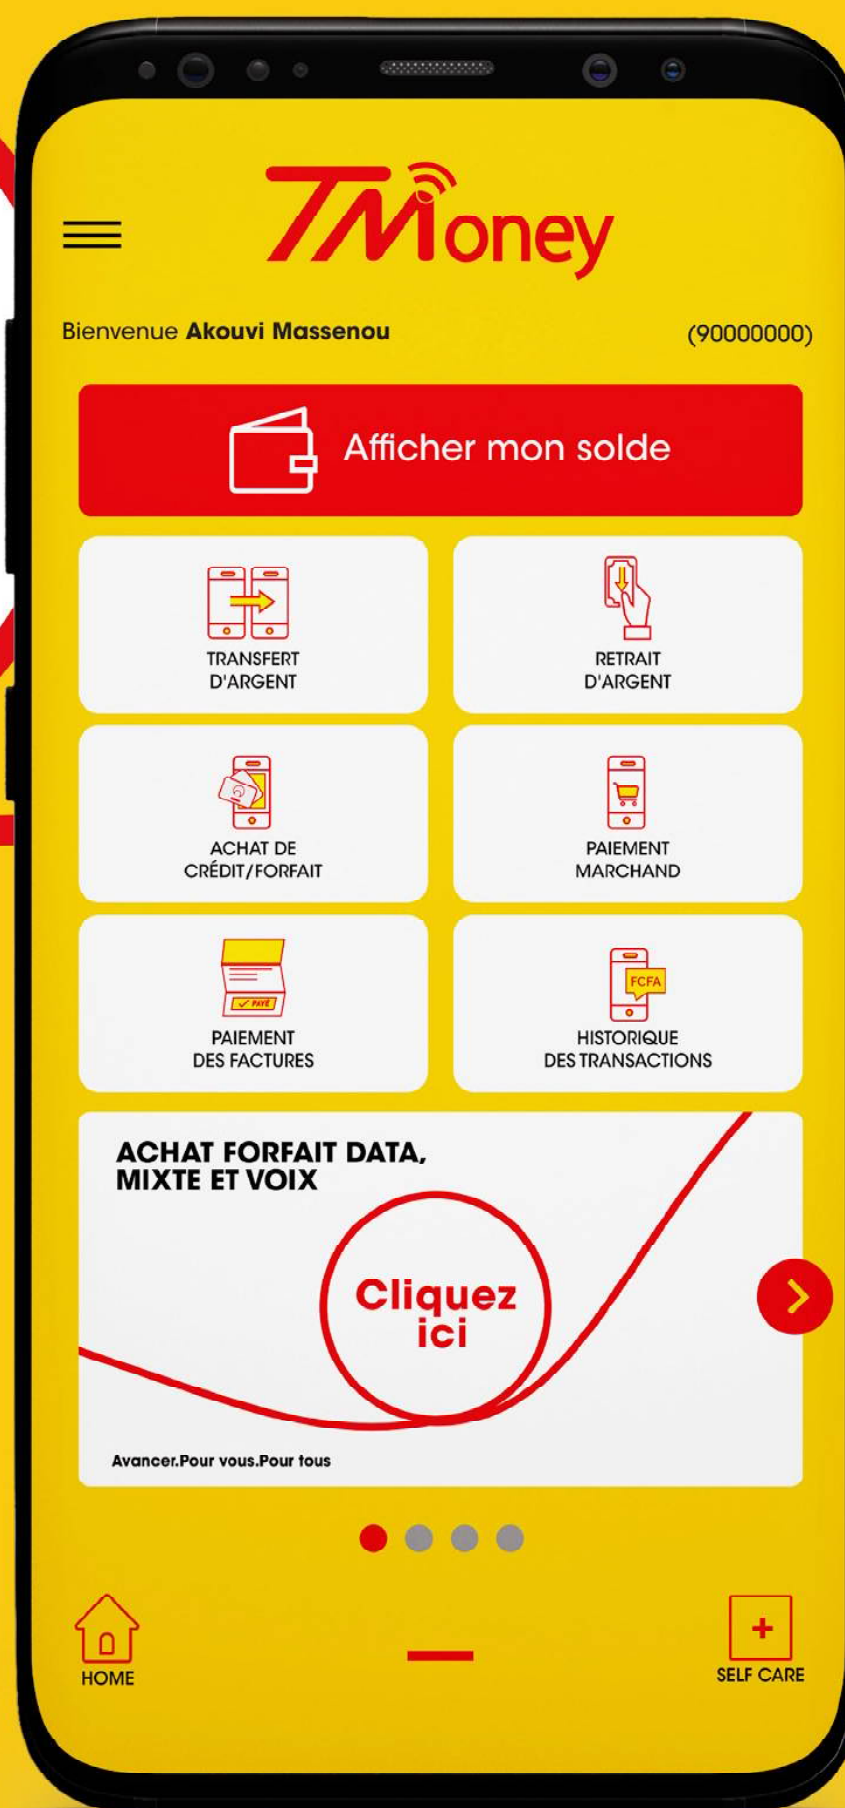 TMoney
Bienvenue Akouvi Massenou
(90000000)
Afficher mon solde
TRANSFERT
D'ARGENT
RETRAIT
D'ARGENT
ACHAT DE
CRÉDIT/FORFAIT
PAIEMENT
MARCHAND
PAYÉ
PAIEMENT
DES FACTURES
FCFA
HISTORIQUE
DES TRANSACTIONS
ACHAT FORFAIT DATA,
MIXTE ET VOIX
Cliquez
ici
Avancer.Pour vous.Pour tous
HOME
SELF CARE